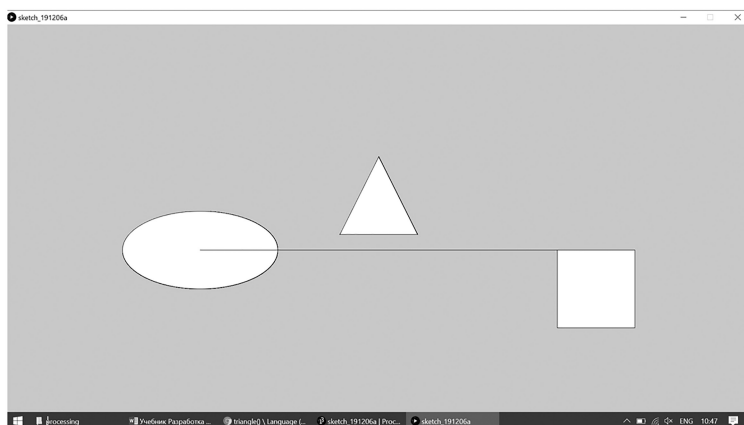 sketch_191206a
processing
Учебник Разработка ...
triangle() \ Language (...
sketch_191206a | Proc...
sketch_191206a
ENG
10:47